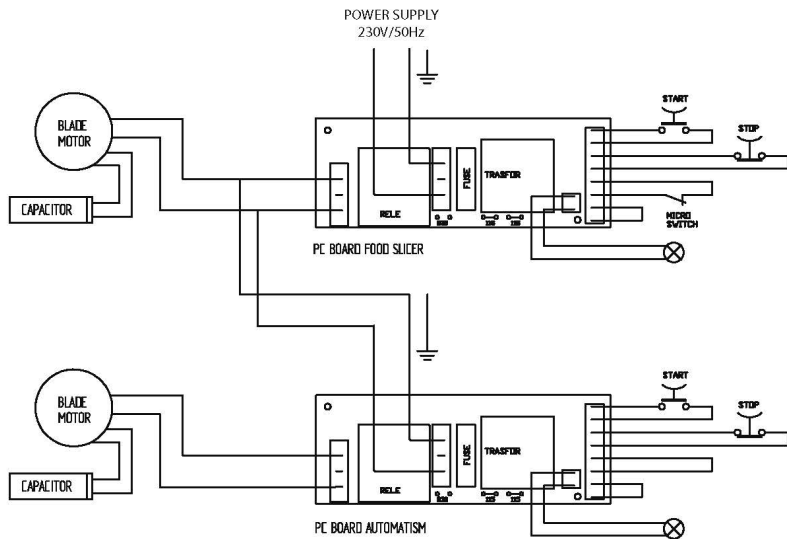 POWER SUPPLY
230V/50Hz
BLADE
MOTOR
CAPACITOR
RELE
FUSE
TRASFOR
START
STOP
MICRO
SWITCH
PC BOARD FOOD SLICER
BLADE
MOTOR
CAPACITOR
RELE
FUSE
TRASFOR
START
STOP
PC BOARD AUTOMATISM